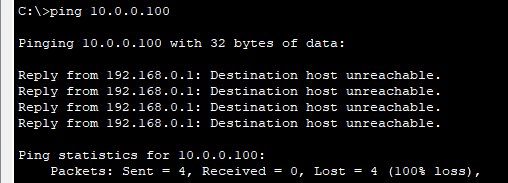 C:\>ping 10.0.0.100
Pinging 10.0.0.100 with 32 bytes of data:
Reply from 192.168.0.1: Destination host unreachable.
Reply from 192.168.0.1: Destination host unreachable.
Reply from 192.168.0.1: Destination host unreachable.
Reply from 192.168.0.1: Destination host unreachable.
Ping statistics for 10.0.0.100:
    Packets: Sent = 4, Received = 0, Lost = 4 (100% loss),